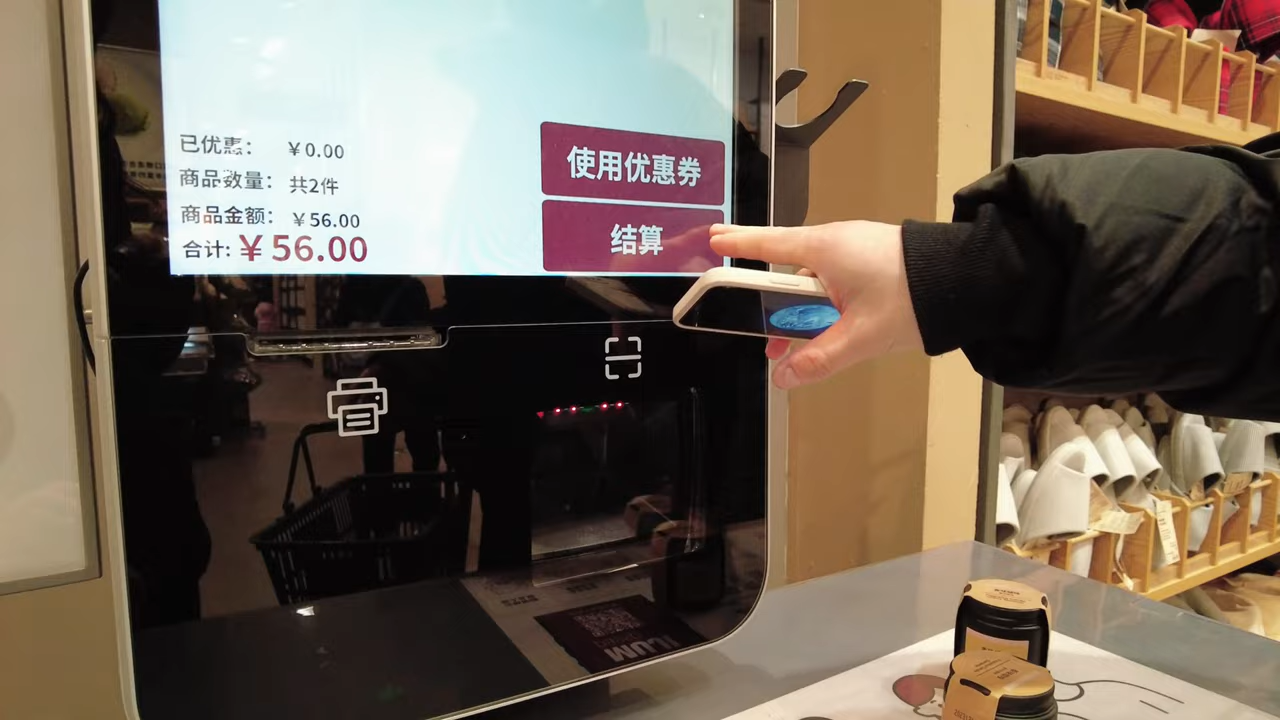 已优惠： ￥0.00
商品数量： 共2件
商品金额： ￥56.00
合计: ￥56.00
使用优惠券
结算